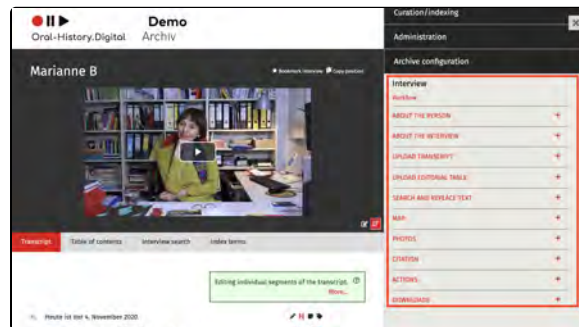 Oral-History.Digital
Demo
Archiv
Marianne B
Bookmark interview
Copy position
Transcript
Table of contents
Interview search
Index terms
Editing individual segments of the transcript.
More...
Heute ist der 4. November 2020.
Curation/indexing
Administration
Archive configuration
Interview
Workflow
ABOUT THE PERSON +
ABOUT THE INTERVIEW +
UPLOAD TRANSCRIPT +
UPLOAD EDITORIAL TABLE +
SEARCH AND REPLACE TEXT +
MAP +
PHOTOS +
CITATION +
ACTIONS +
DOWNLOADS +